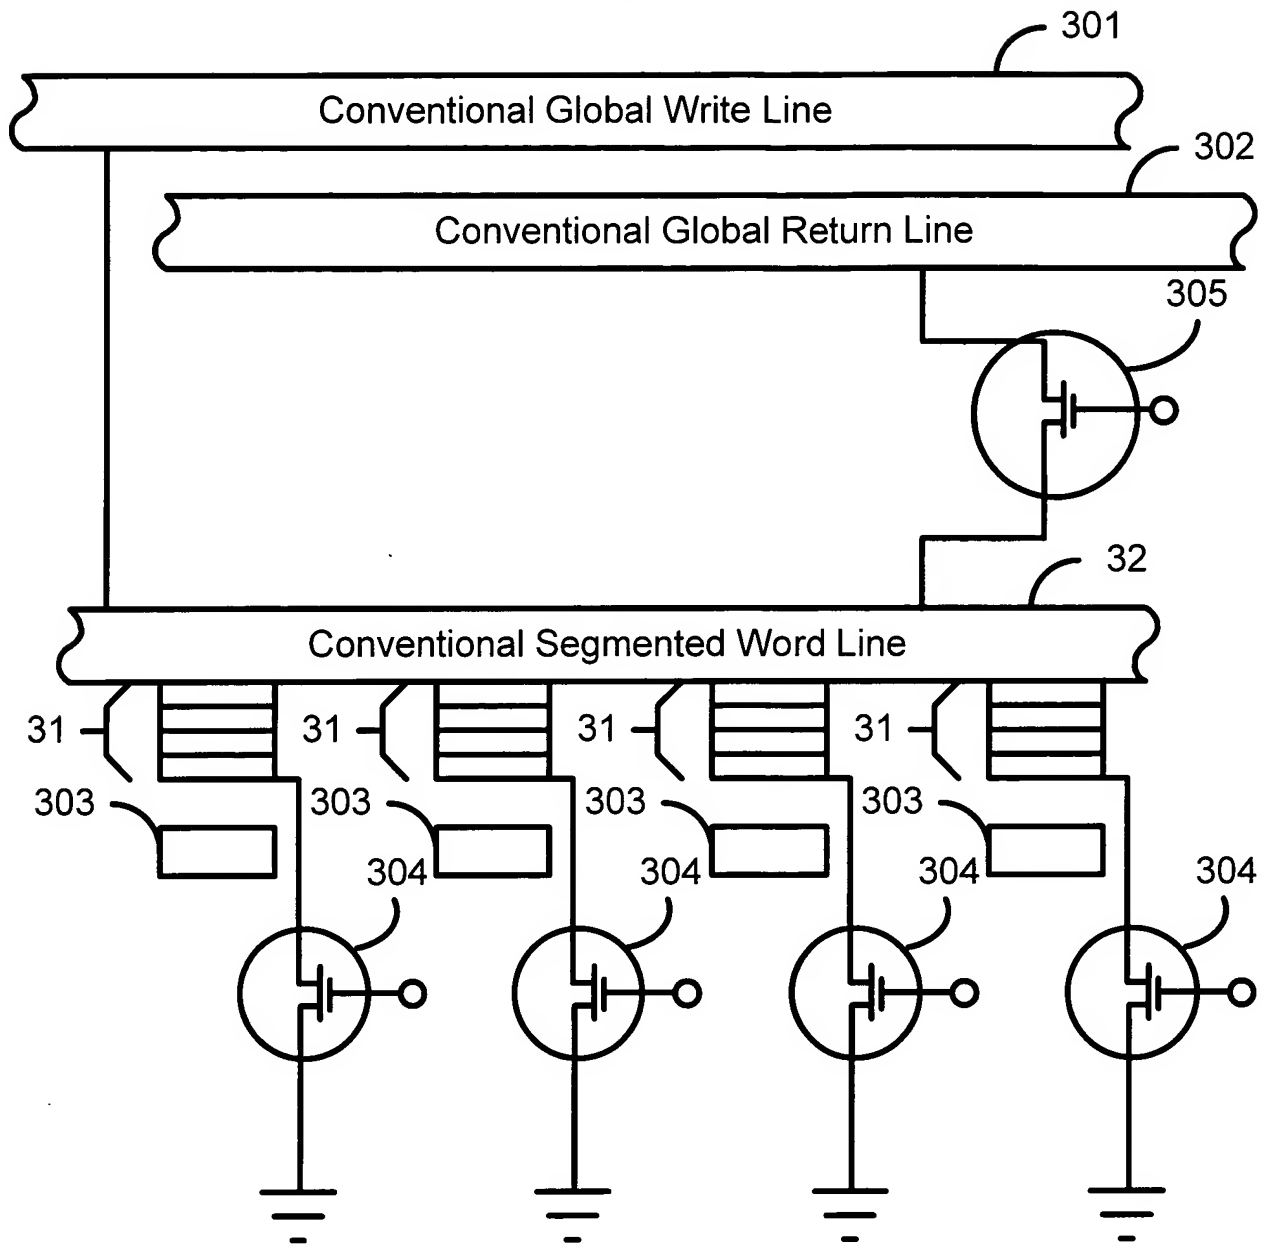 301
Conventional Global Write Line
302
Conventional Global Return Line
305
32
Conventional Segmented Word Line
31 31 31 31
303 303 303 303
304 304 304 304